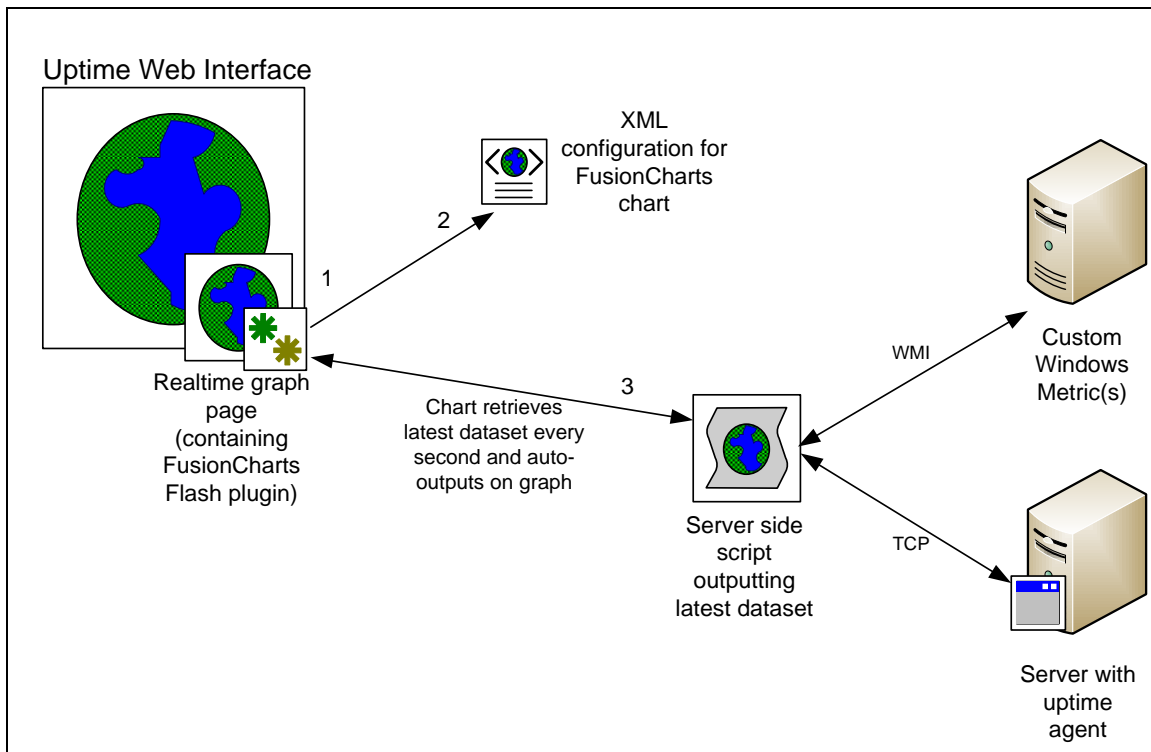 Uptime Web Interface
XML
configuration for
FusionCharts
chart
2
1
Realtime graph
page
(containing
FusionCharts
Flash plugin)
3
Chart retrieves
latest dataset every
second and auto-
outputs on graph
Server side
script
outputting
latest dataset
WMI
Custom
Windows
Metric(s)
TCP
Server with
uptime
agent